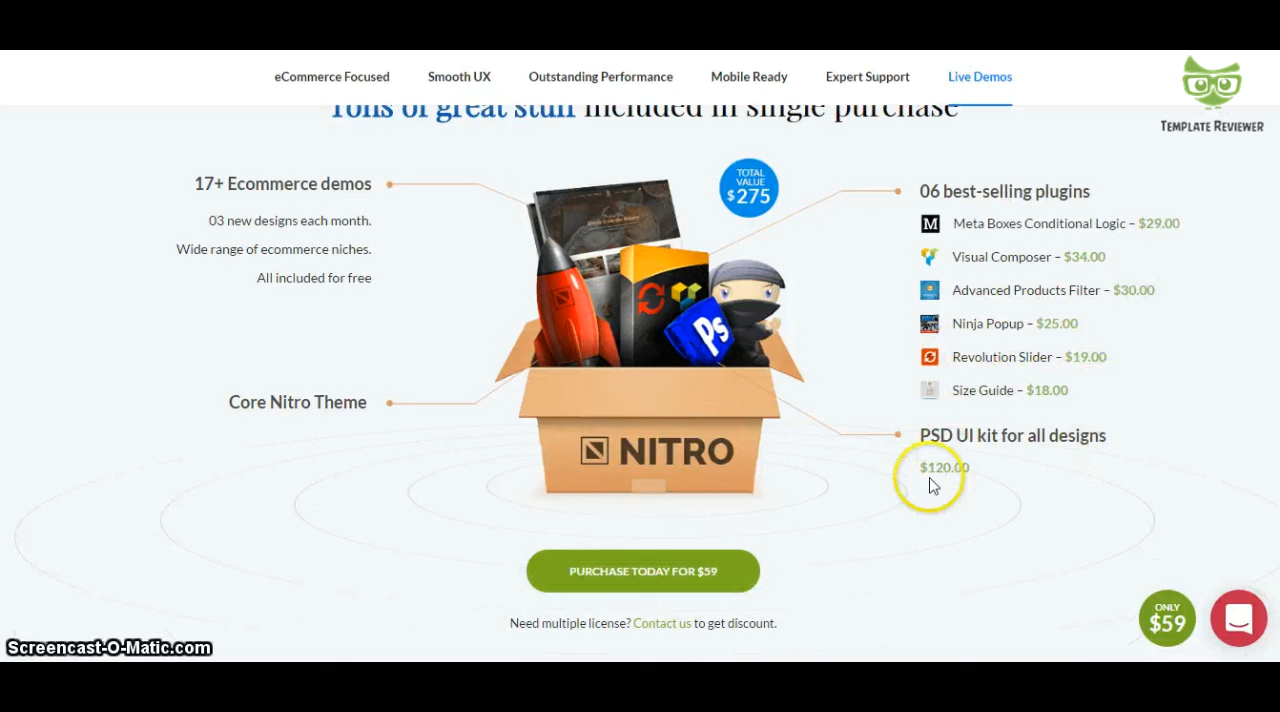 eCommerce Focused
Smooth UX
Outstanding Performance
Mobile Ready
Expert Support
Live Demos
TEMPLATE REVIEWER
Tons of great stuff included in single purchase
17+ Ecommerce demos
03 new designs each month.
Wide range of ecommerce niches.
All included for free
Core Nitro Theme
TOTAL
VALUE
$275
Ps
NITRO
06 best-selling plugins
M
Meta Boxes Conditional Logic – $29.00
Visual Composer – $34.00
Advanced Products Filter – $30.00
Ninja Popup – $25.00
Revolution Slider – $19.00
Size Guide – $18.00
PSD UI kit for all designs
$120.00
PURCHASE TODAY FOR $59
Need multiple license? Contact us to get discount.
ONLY
$59
Screencast-O-Matic.com